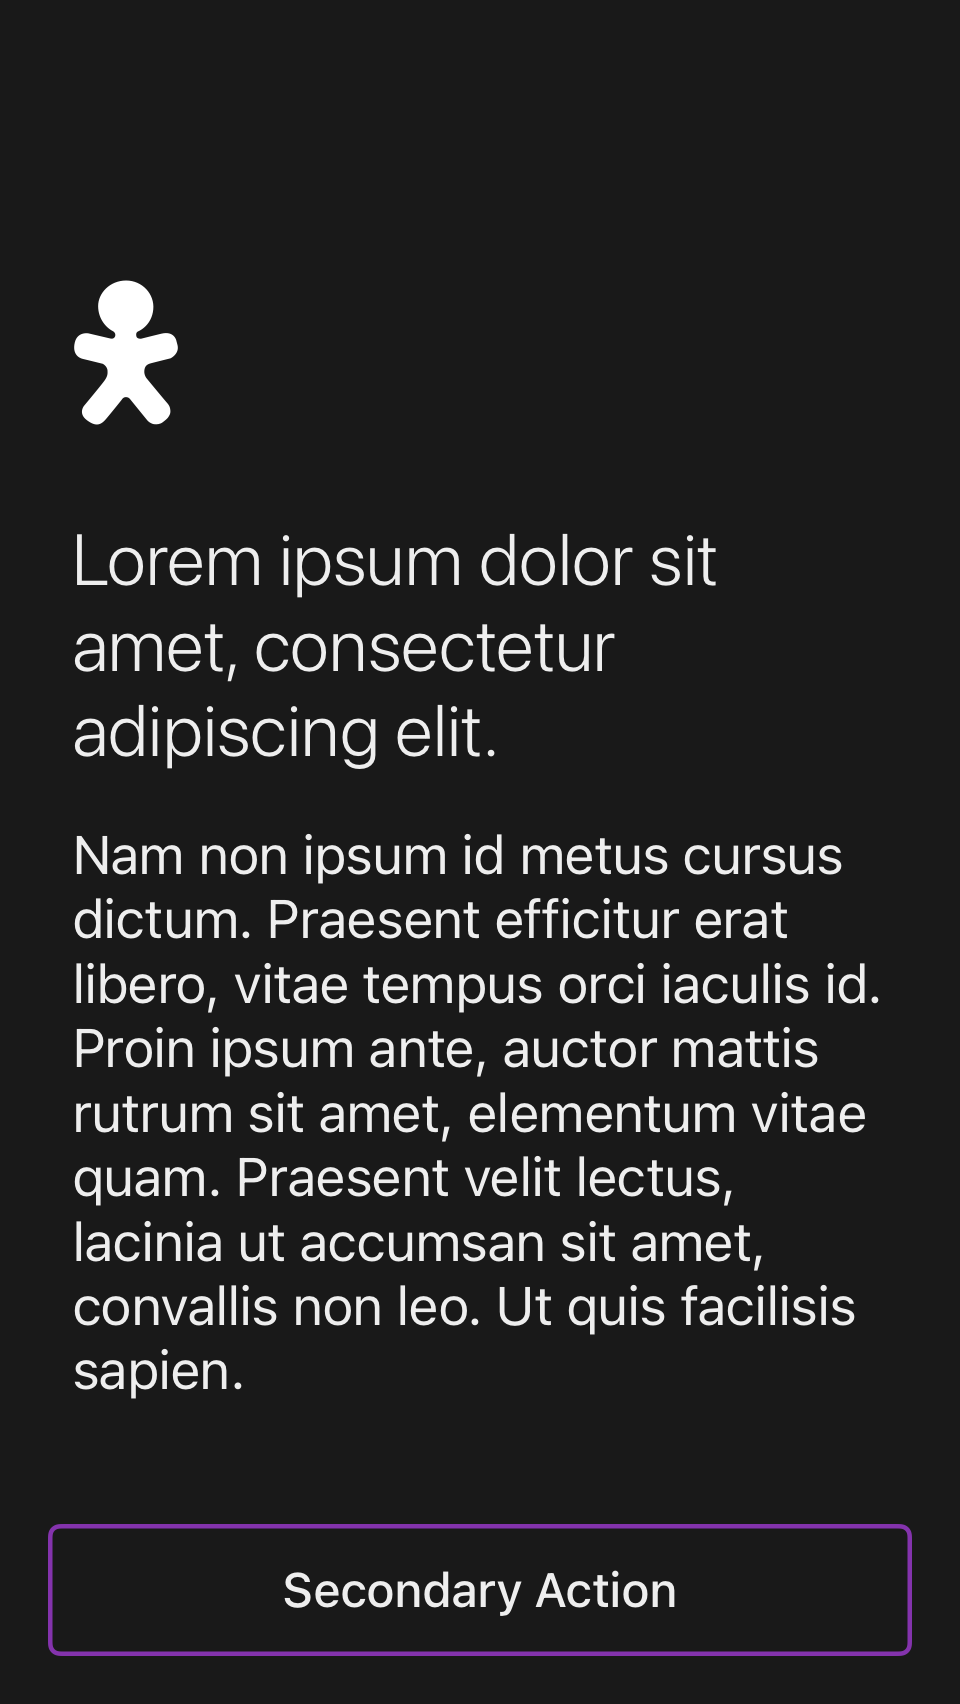 Lorem ipsum dolor sit
amet, consectetur
adipiscing elit.
Nam non ipsum id metus cursus
dictum. Praesent efficitur erat
libero, vitae tempus orci iaculis id.
Proin ipsum ante, auctor mattis
rutrum sit amet, elementum vitae
quam. Praesent velit lectus,
lacinia ut accumsan sit amet,
convallis non leo. Ut quis facilisis
sapien.
Secondary Action